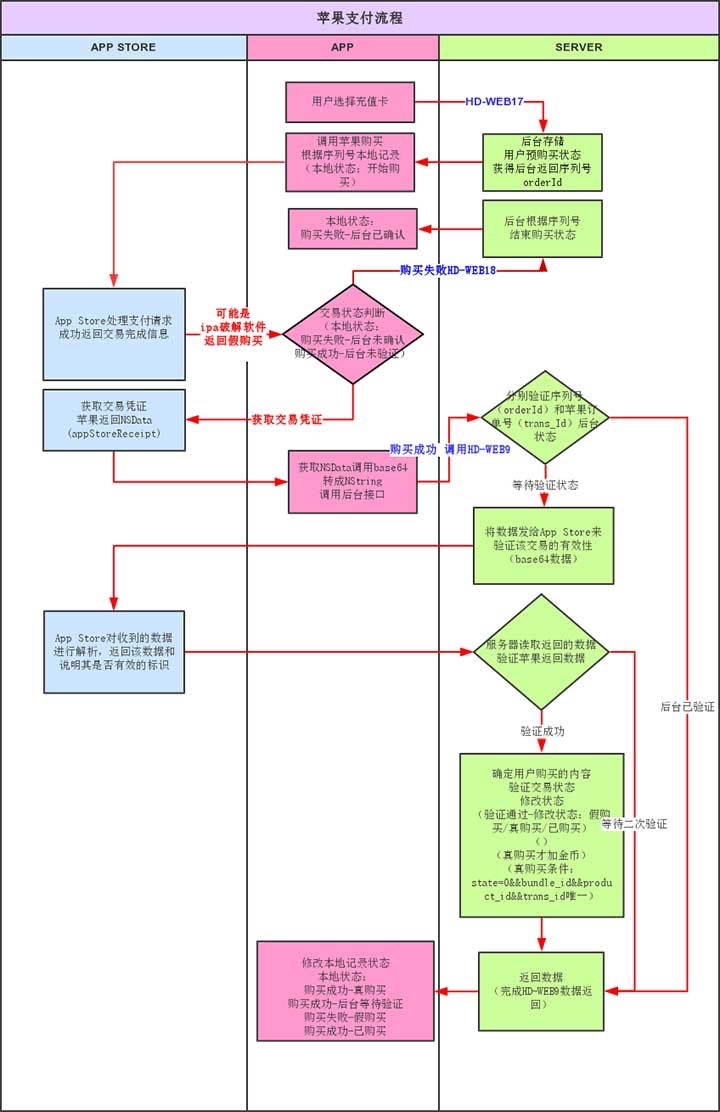 苹果支付流程
APP STORE
APP
SERVER
用户选择充值卡
HD-WEB17
后台存储
用户预购买状态
获得后台返回序列号
orderId
调用苹果购买
根据序列号本地记录
（本地状态：开始购
买）
本地状态：
购买失败-后台已确认
后台根据序列号
结束购买状态
购买失败HD-WEB18
App Store处理支付请求
成功返回交易完成信息
可能是
ipa破解软件
返回假购买
交易状态判断
（本地状态：
购买失败-后台未确认
购买成功-后台未验证）
获取交易凭证
苹果返回NSData
(appStoreReceipt)
获取交易凭证
分别验证序列号
（orderId）和苹果订
单号（trans_Id）后台
状态
购买成功 调用HD-WEB9
获取NSData调用base64
转成NString
调用后台接口
等待验证状态
将数据发给App Store来
验证该交易的有效性
（base64数据）
App Store对收到的数据
进行解析，返回该数据和
说明其是否有效的标识
服务器读取返回的数据
验证苹果返回数据
后台已验证
验证成功
确定用户购买的内容
验证交易状态
修改状态
（验证通过-修改状态：假购
买/真购买/己购买）
（）
（真购买才加金币）
（真购买条件：
state=0&&bundle_id&&produ
ct_id&&trans_id唯一）
等待二次验证
修改本地记录状态
本地状态：
购买成功-真购买
购买成功-后台等待验证
购买失败-假购买
购买成功-己购买
返回数据
（完成HD-WEB9数据返
回）